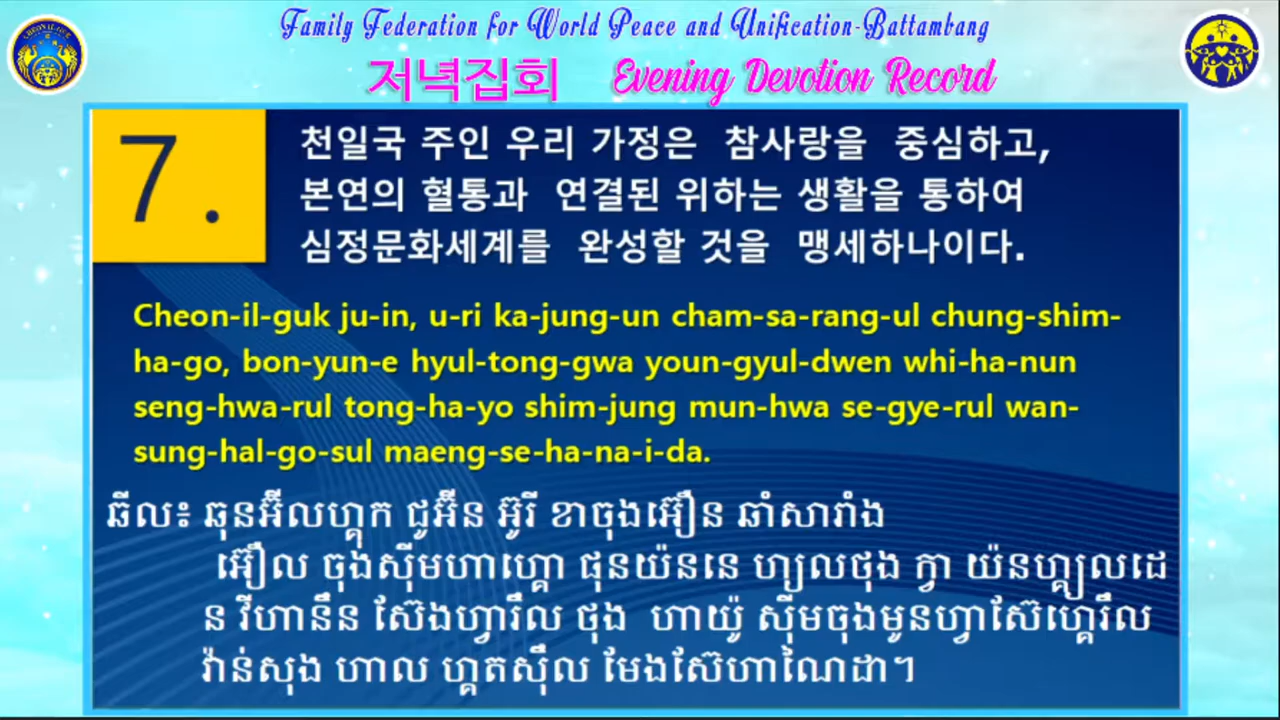 Family Federation for World Peace and Unification-Battambang
저녁집회 Evening Devotion Record
7.
천일국 주인 우리 가정은 참사랑을 중심하고,
본연의 혈통과 연결된 위하는 생활을 통하여
심정문화세계를 완성할 것을 맹세하나이다.
Cheon-il-guk ju-in, u-ri ka-jung-un cham-sa-rang-ul chung-shim-
ha-go, bon-yun-e hyul-tong-gwa youn-gyul-dwen whi-ha-nun
seng-hwa-rul tong-ha-yo shim-jung mun-hwa se-gye-rul wan-
sung-hal-go-sul maeng-se-ha-na-i-da.
ឆីល៖ ឆុនអ៊ីលហ្គុក ជូអ៊ីន អ៊ូរី ខាចុងអ៊ឿន ឆាំសារ៉ាំង
អ៊ឿល ចុងស៊ីមហាហ្គោ ផុនយ៉ននេ ហ្យុលថុង ក្វា យ៉នហ្គ្យុលដេ
ន វីហានឹន ស៊ែងហ្វារឹល ថុង ហាយ៉ូ ស៊ីមចុងមូនហ្វាស៊ែហ្គេរឹល
វ៉ាន់សុង ហាល ហ្គតស៊ឹល មែងស៊ែហាណៃដា។